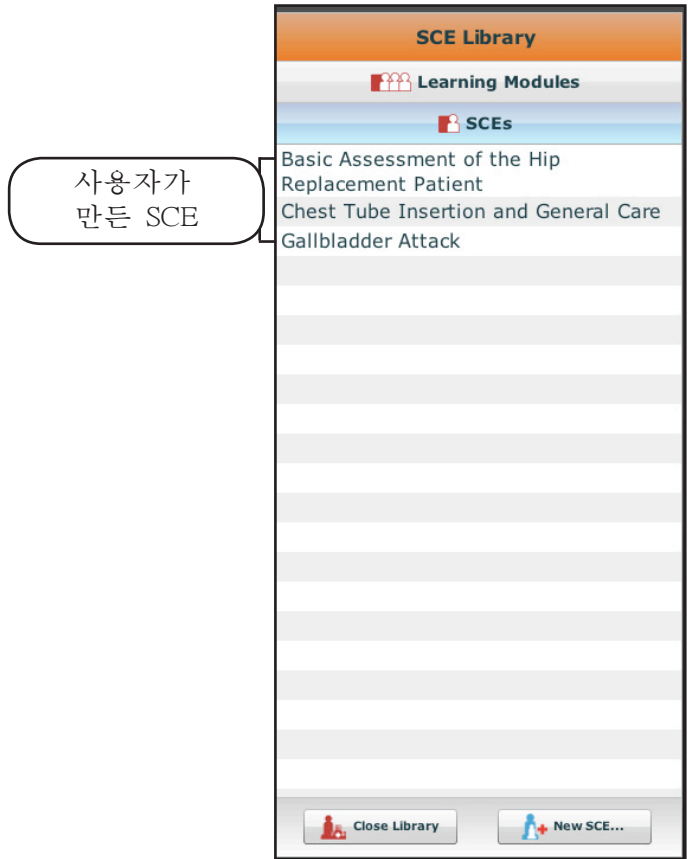 SCE Library
Learning Modules
SCEs
사용자가
만든 SCE
Basic Assessment of the Hip
Replacement Patient
Chest Tube Insertion and General Care
Gallbladder Attack
Close Library
New SCE...